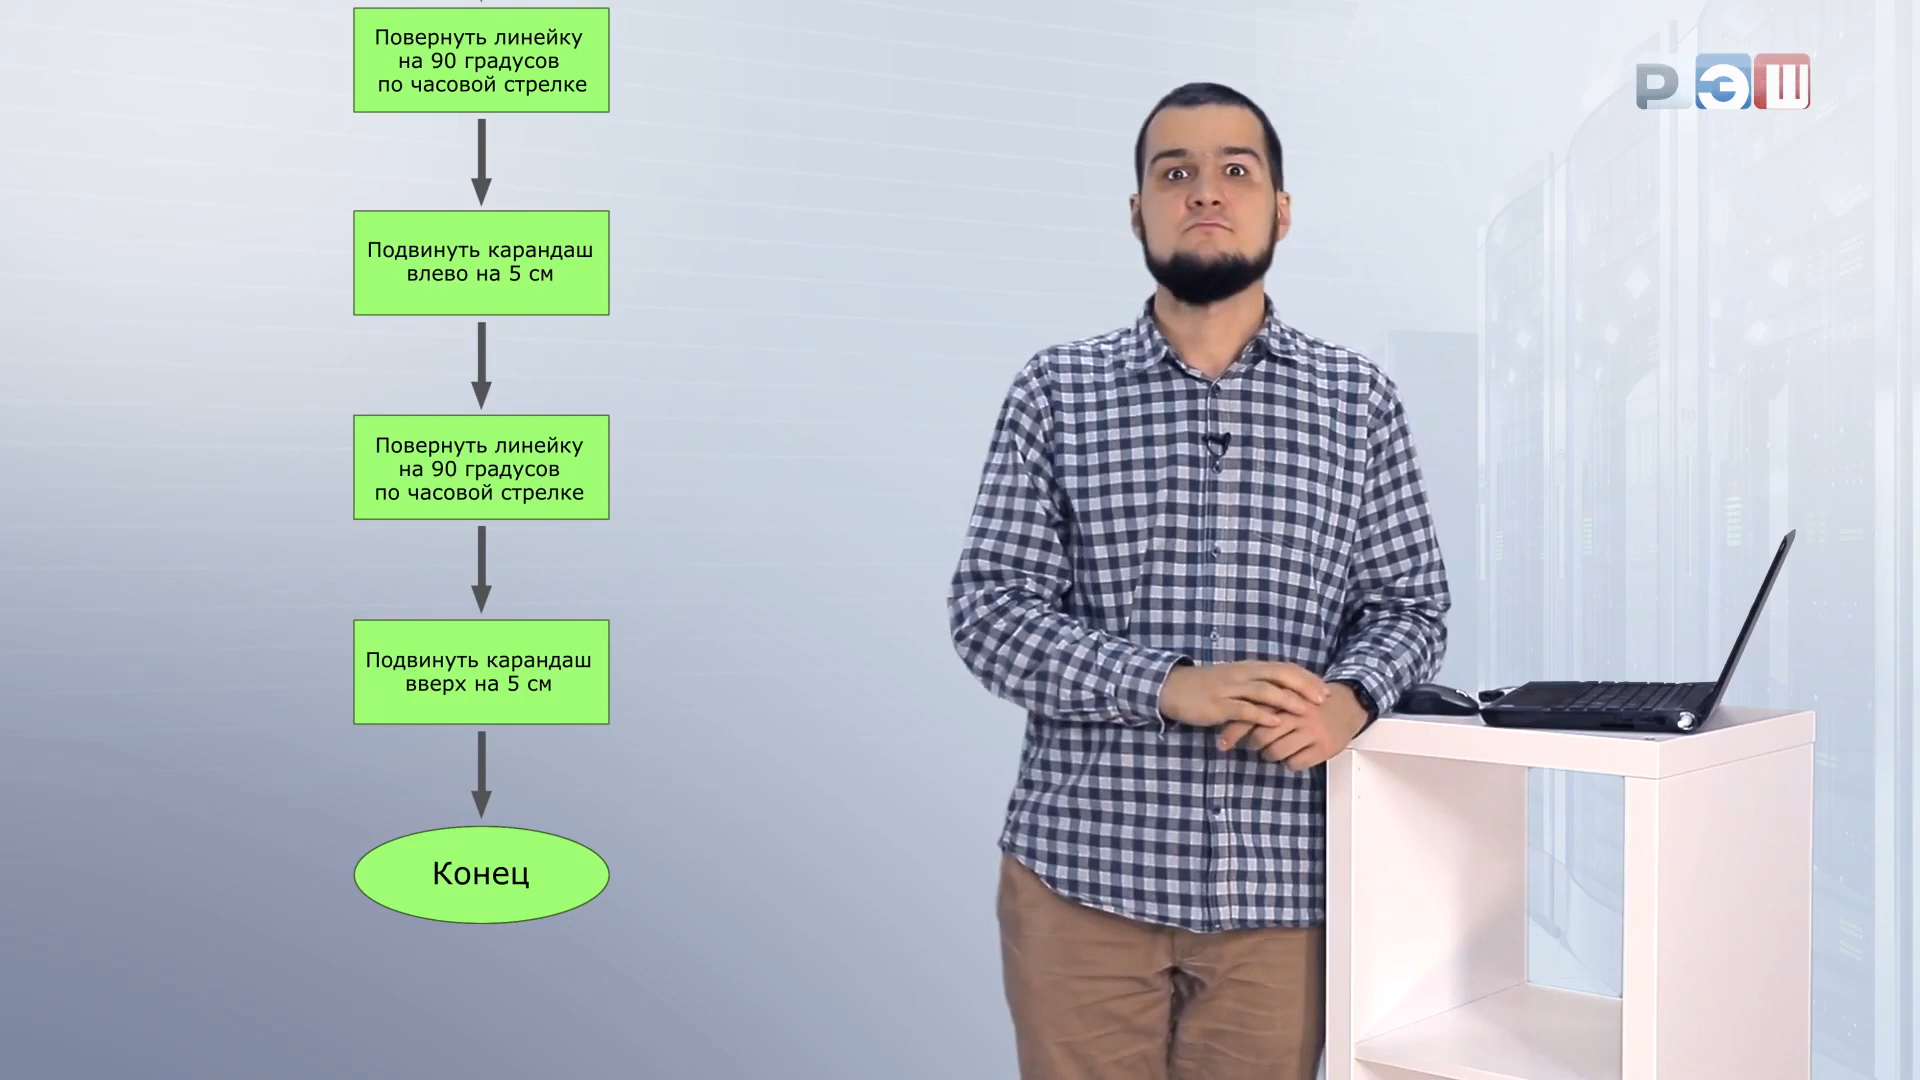 Повернуть линейку
на 90 градусов
по часовой стрелке
Подвинуть карандаш
влево на 5 см
Повернуть линейку
на 90 градусов
по часовой стрелке
Подвинуть карандаш
вверх на 5 см
Конец
РЭШ